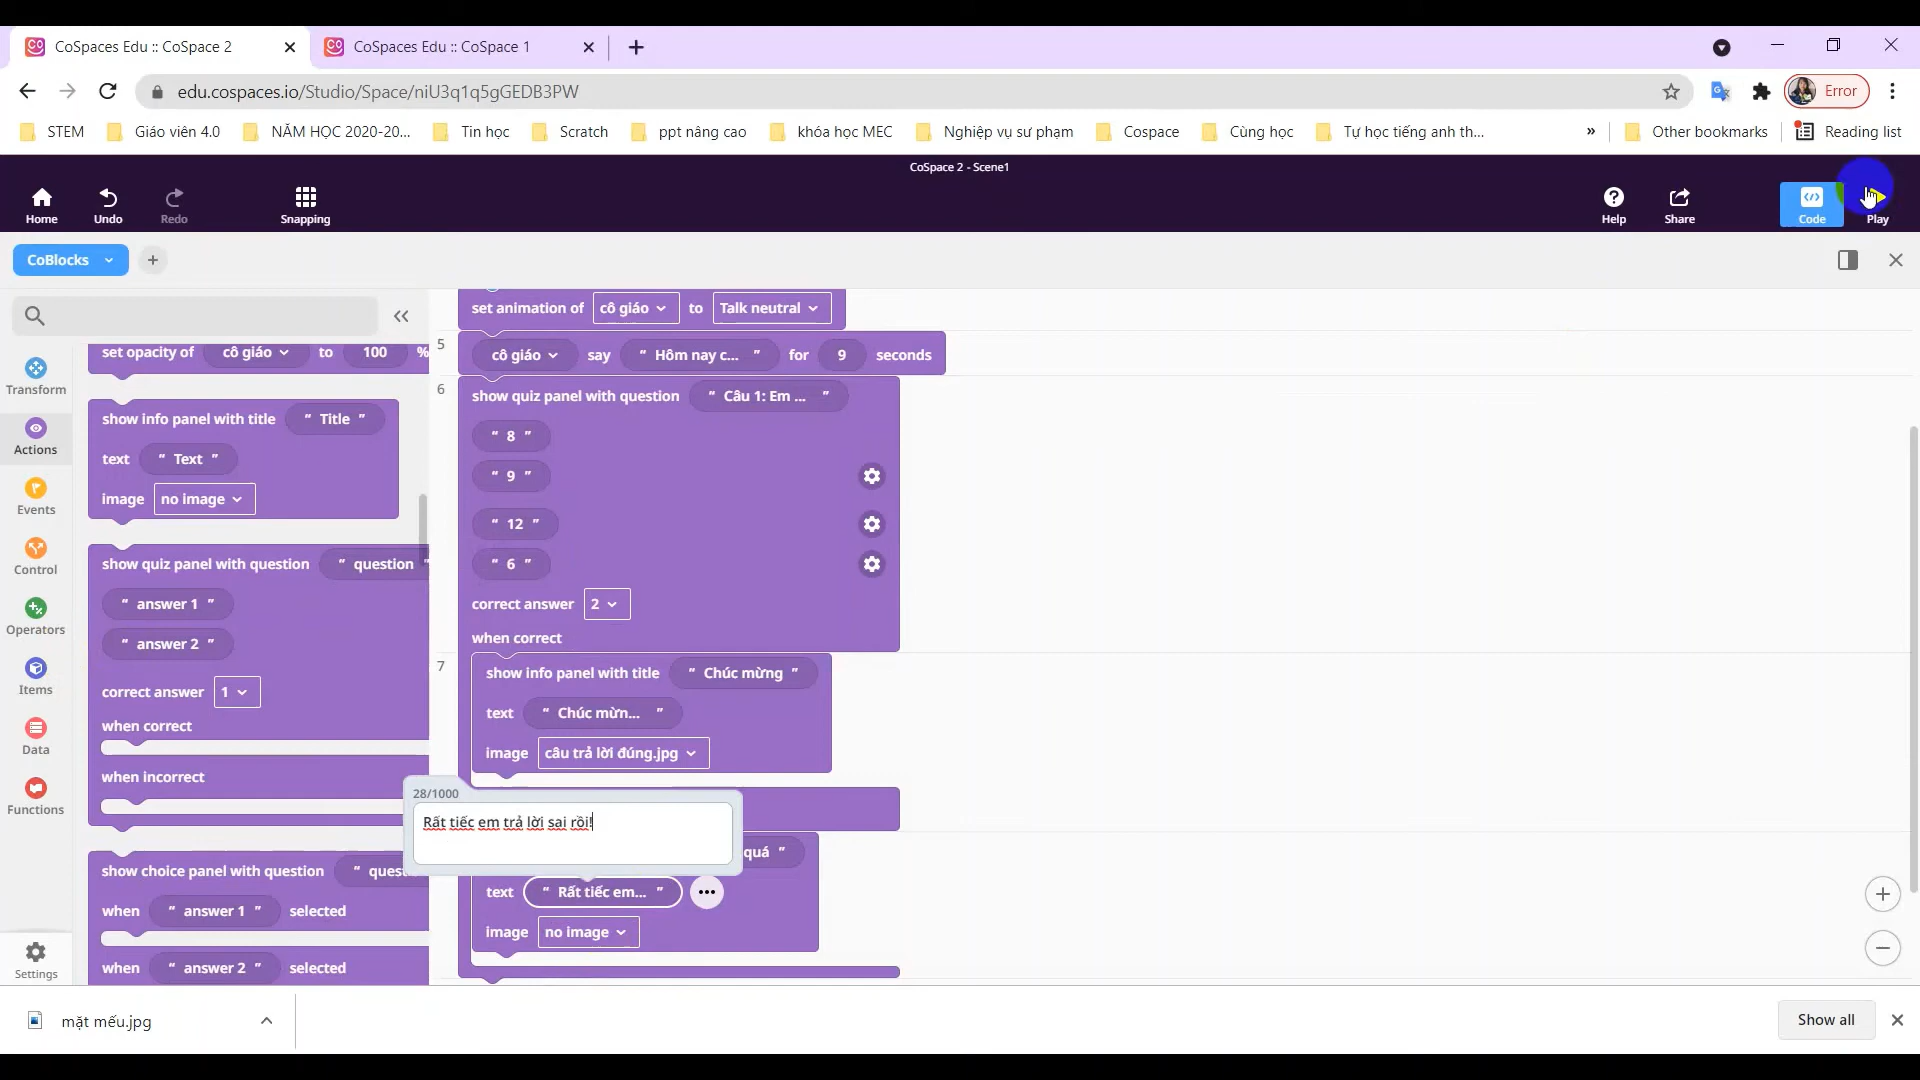 CoSpaces Edu :: CoSpace 2
CoSpaces Edu :: CoSpace 1
edu.cospaces.io/Studio/Space/niU3q1q5gGEDB3PW
Error
STEM
Giáo viên 4.0
NĂM HỌC 2020-20...
Tin học
Scratch
ppt nâng cao
khóa học MEC
Nghiệp vụ sư phạm
Cospace
Cùng học
Tự học tiếng anh th...
»
Other bookmarks
Reading list
CoSpace 2 - Scene1
Home
Undo
Redo
Snapping
Help
Share
Code
Play
CoBlocks
Transform
Actions
Events
Control
Operators
Items
Data
Functions
Settings
set opacity of cô giáo to 100 %
show info panel with title “ Title ”
text “ Text ”
image no image
show quiz panel with question “ question “
“ answer 1 ”
“ answer 2 ”
correct answer 1
when correct
when incorrect
show choice panel with question “ quest
when “ answer 1 ” selected
when “ answer 2 ” selected
set animation of cô giáo to Talk neutral
5
cô giáo say “ Hôm nay c... ” for 9 seconds
6
show quiz panel with question “ Câu 1: Em ... ”
“ 8 ”
“ 9 ”
“ 12 ”
“ 6 ”
correct answer 2
when correct
7
show info panel with title “ Chúc mừng ”
text “ Chúc mừn... ”
image câu trả lời đúng.jpg
28/1000
Rất tiếc em trả lời sai rồi!
quá ”
text “ Rất tiếc em... ”
image no image
mặt mếu.jpg
Show all